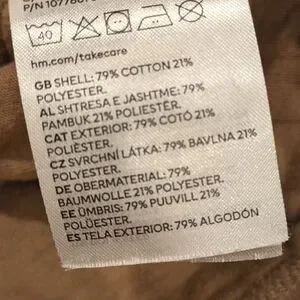 40
hm.com/takecare
GB SHELL: 79% COTTON 21%
POLYESTER.
AL SHTRESA E JASHTME: 79%
PAMBUK 21% POLIESTËR.
CAT EXTERIOR: 79% COTÓ 21%
POLIÈSTER.
CZ SVRCHNÍ LÁTKA: 79% BAVLNA 21%
POLYESTER.
DE OBERMATERIAL: 79%
BAUMWOLLE 21% POLYESTER.
EE ÜMBRIS: 79% PUUVILL 21%
POLÜESTER.
ES TELA EXTERIOR: 79% ALGODÓN